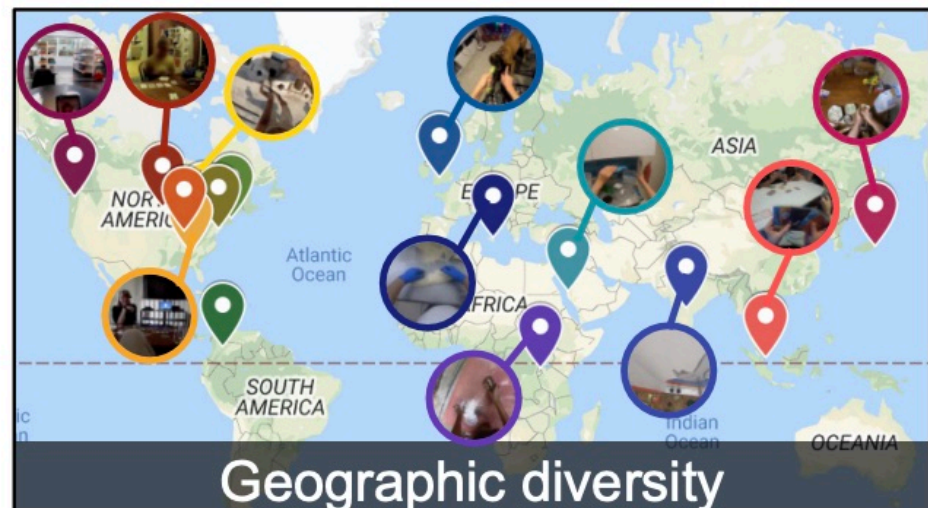 ASIA
NORTH
AMERICA
EUROPE
Atlantic
Ocean
AFRICA
SOUTH
AMERICA
Indian
Ocean
OCEANIA
Geographic diversity